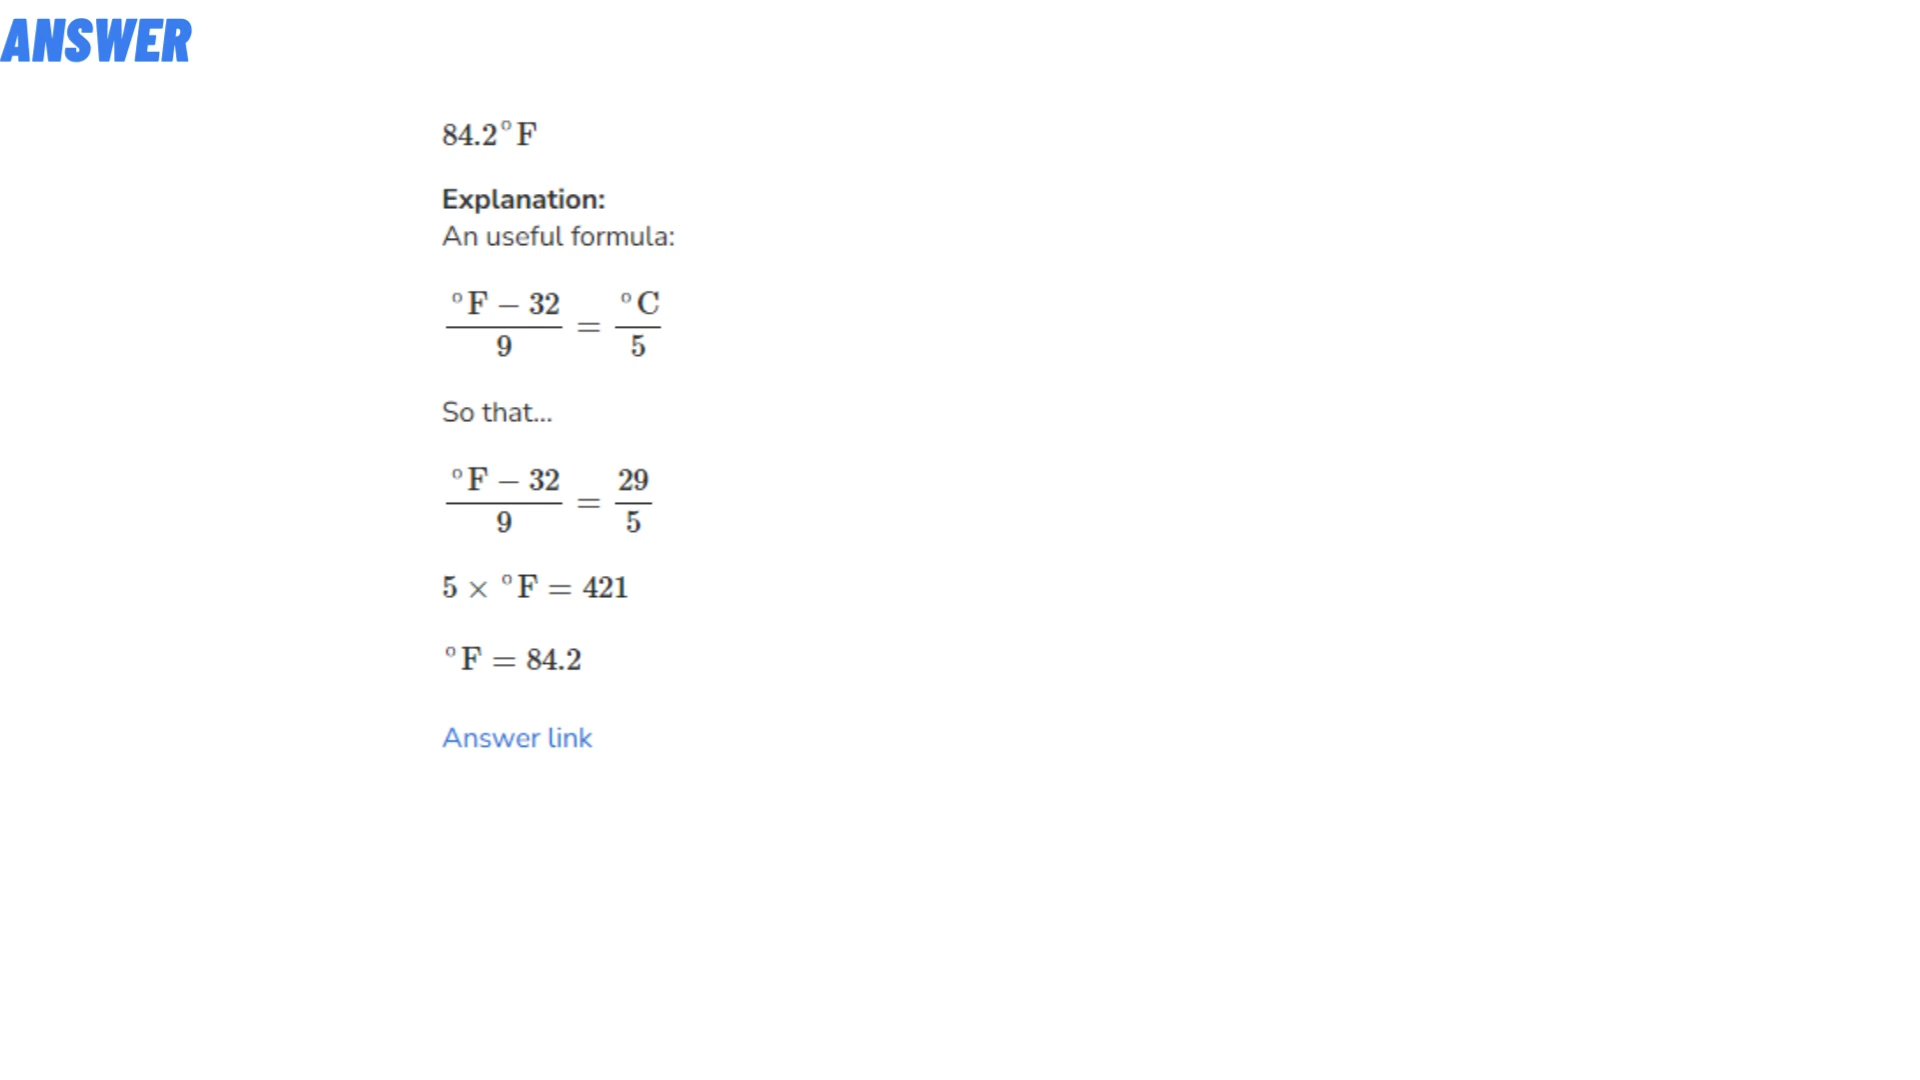 ANSWER
84.2°F
Explanation:
An useful formula:
(°F − 32)/9 = °C/5
So that...
(°F − 32)/9 = 29/5
5 × °F = 421
°F = 84.2
Answer link